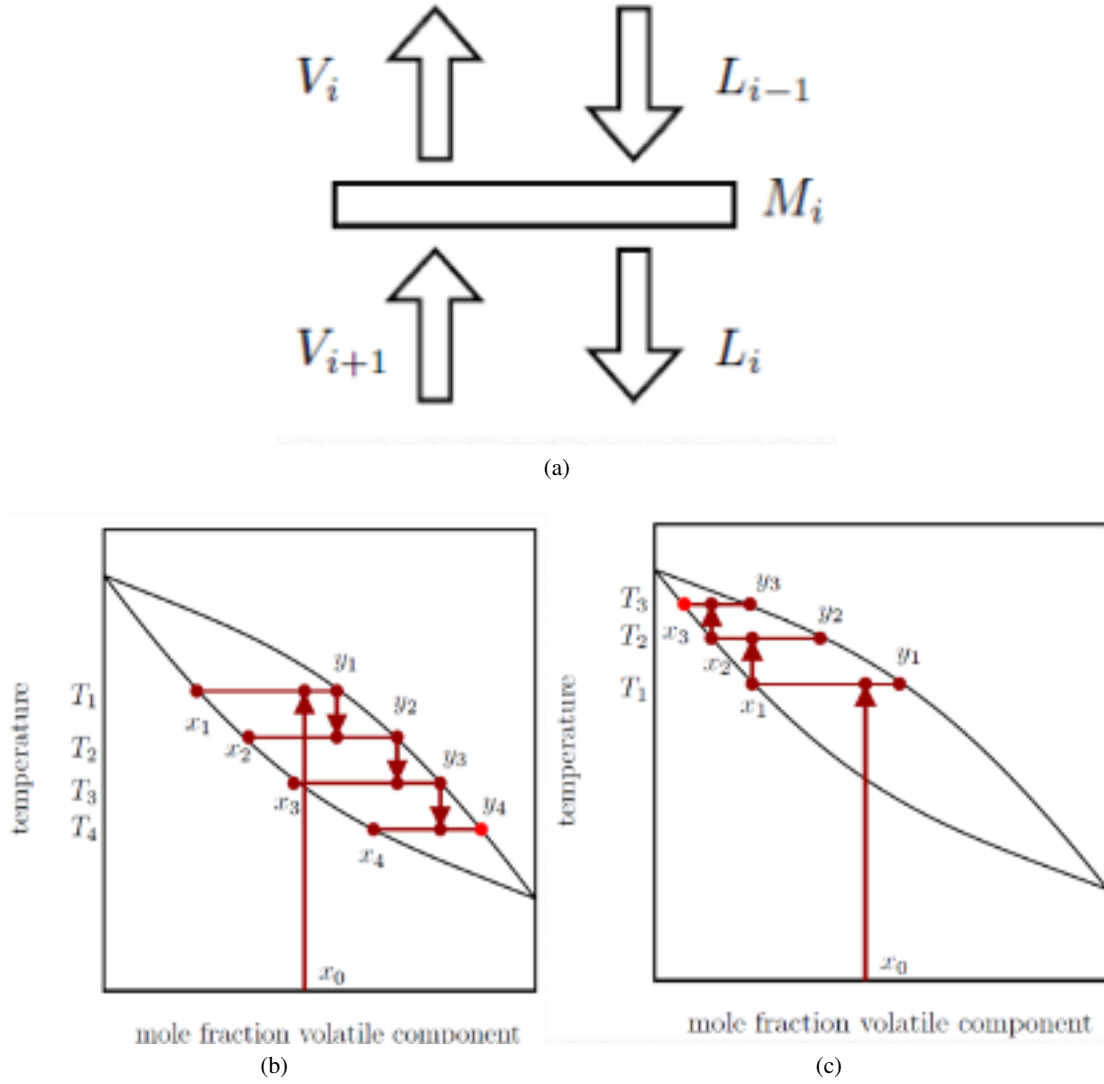 V_i
L_{i−1}
M_i
V_{i+1}
L_i
(a)
temperature
T_1
T_2
T_3
T_4
y_1
y_2
y_3
y_4
x_1
x_2
x_3
x_4
x_0
mole fraction volatile component
(b)
temperature
T_3
T_2
T_1
y_3
y_2
y_1
x_3
x_2
x_1
x_0
mole fraction volatile component
(c)